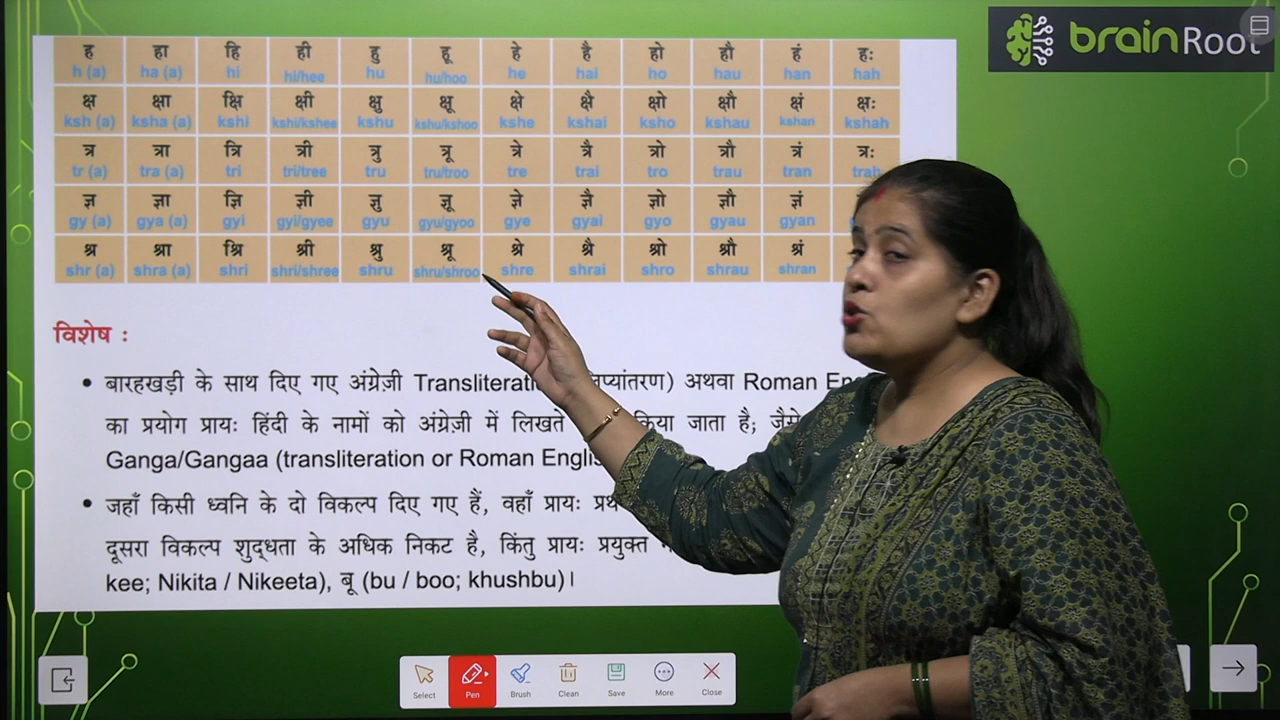 brainRoot
ह हा हि ही हु हू हे है हो हौ हं हः
h (a) ha (a) hi hi/hee hu hu/hoo he hai ho hau han hah
क्ष क्षा क्षि क्षी क्षु क्षू क्षे क्षै क्षो क्षौ क्षं क्षः
ksh (a) ksha (a) kshi kshi/kshee kshu kshu/kshoo kshe kshai ksho kshau kshan kshah
त्र त्रा त्रि त्री त्रु त्रू त्रे त्रै त्रो त्रौ त्रं त्रः
tr (a) tra (a) tri tri/tree tru tru/troo tre trai tro trau tran trah
ज्ञ ज्ञा ज्ञि ज्ञी ज्ञु ज्ञू ज्ञे ज्ञै ज्ञो ज्ञौ ज्ञं
gy (a) gya (a) gyi gyi/gyee gyu gyu/gyoo gye gyai gyo gyau gyan
श्र श्रा श्रि श्री श्रु श्रू श्रे श्रै श्रो श्रौ श्रं
shr (a) shra (a) shri shri/shree shru shru/shroo shre shrai shro shrau shran
विशेष :
• बारहखड़ी के साथ दिए गए अंग्रेज़ी अथवा Roman
का प्रयोग प्रायः हिंदी के नामों को अंग्रेज़ी में लिखते किया जाता है; जैसे
Ganga/Gangaa (transliteration or Roman
• जहाँ किसी ध्वनि के दो विकल्प दिए गए हैं, वहाँ प्रायः
दूसरा विकल्प शुद्धता के अधिक निकट है, किंतु प्रायः प्रयुक्त
kee; Nikita / Nikeeta), बू (bu / boo; khushbu)।
Select Pen Brush Clean Save More Close